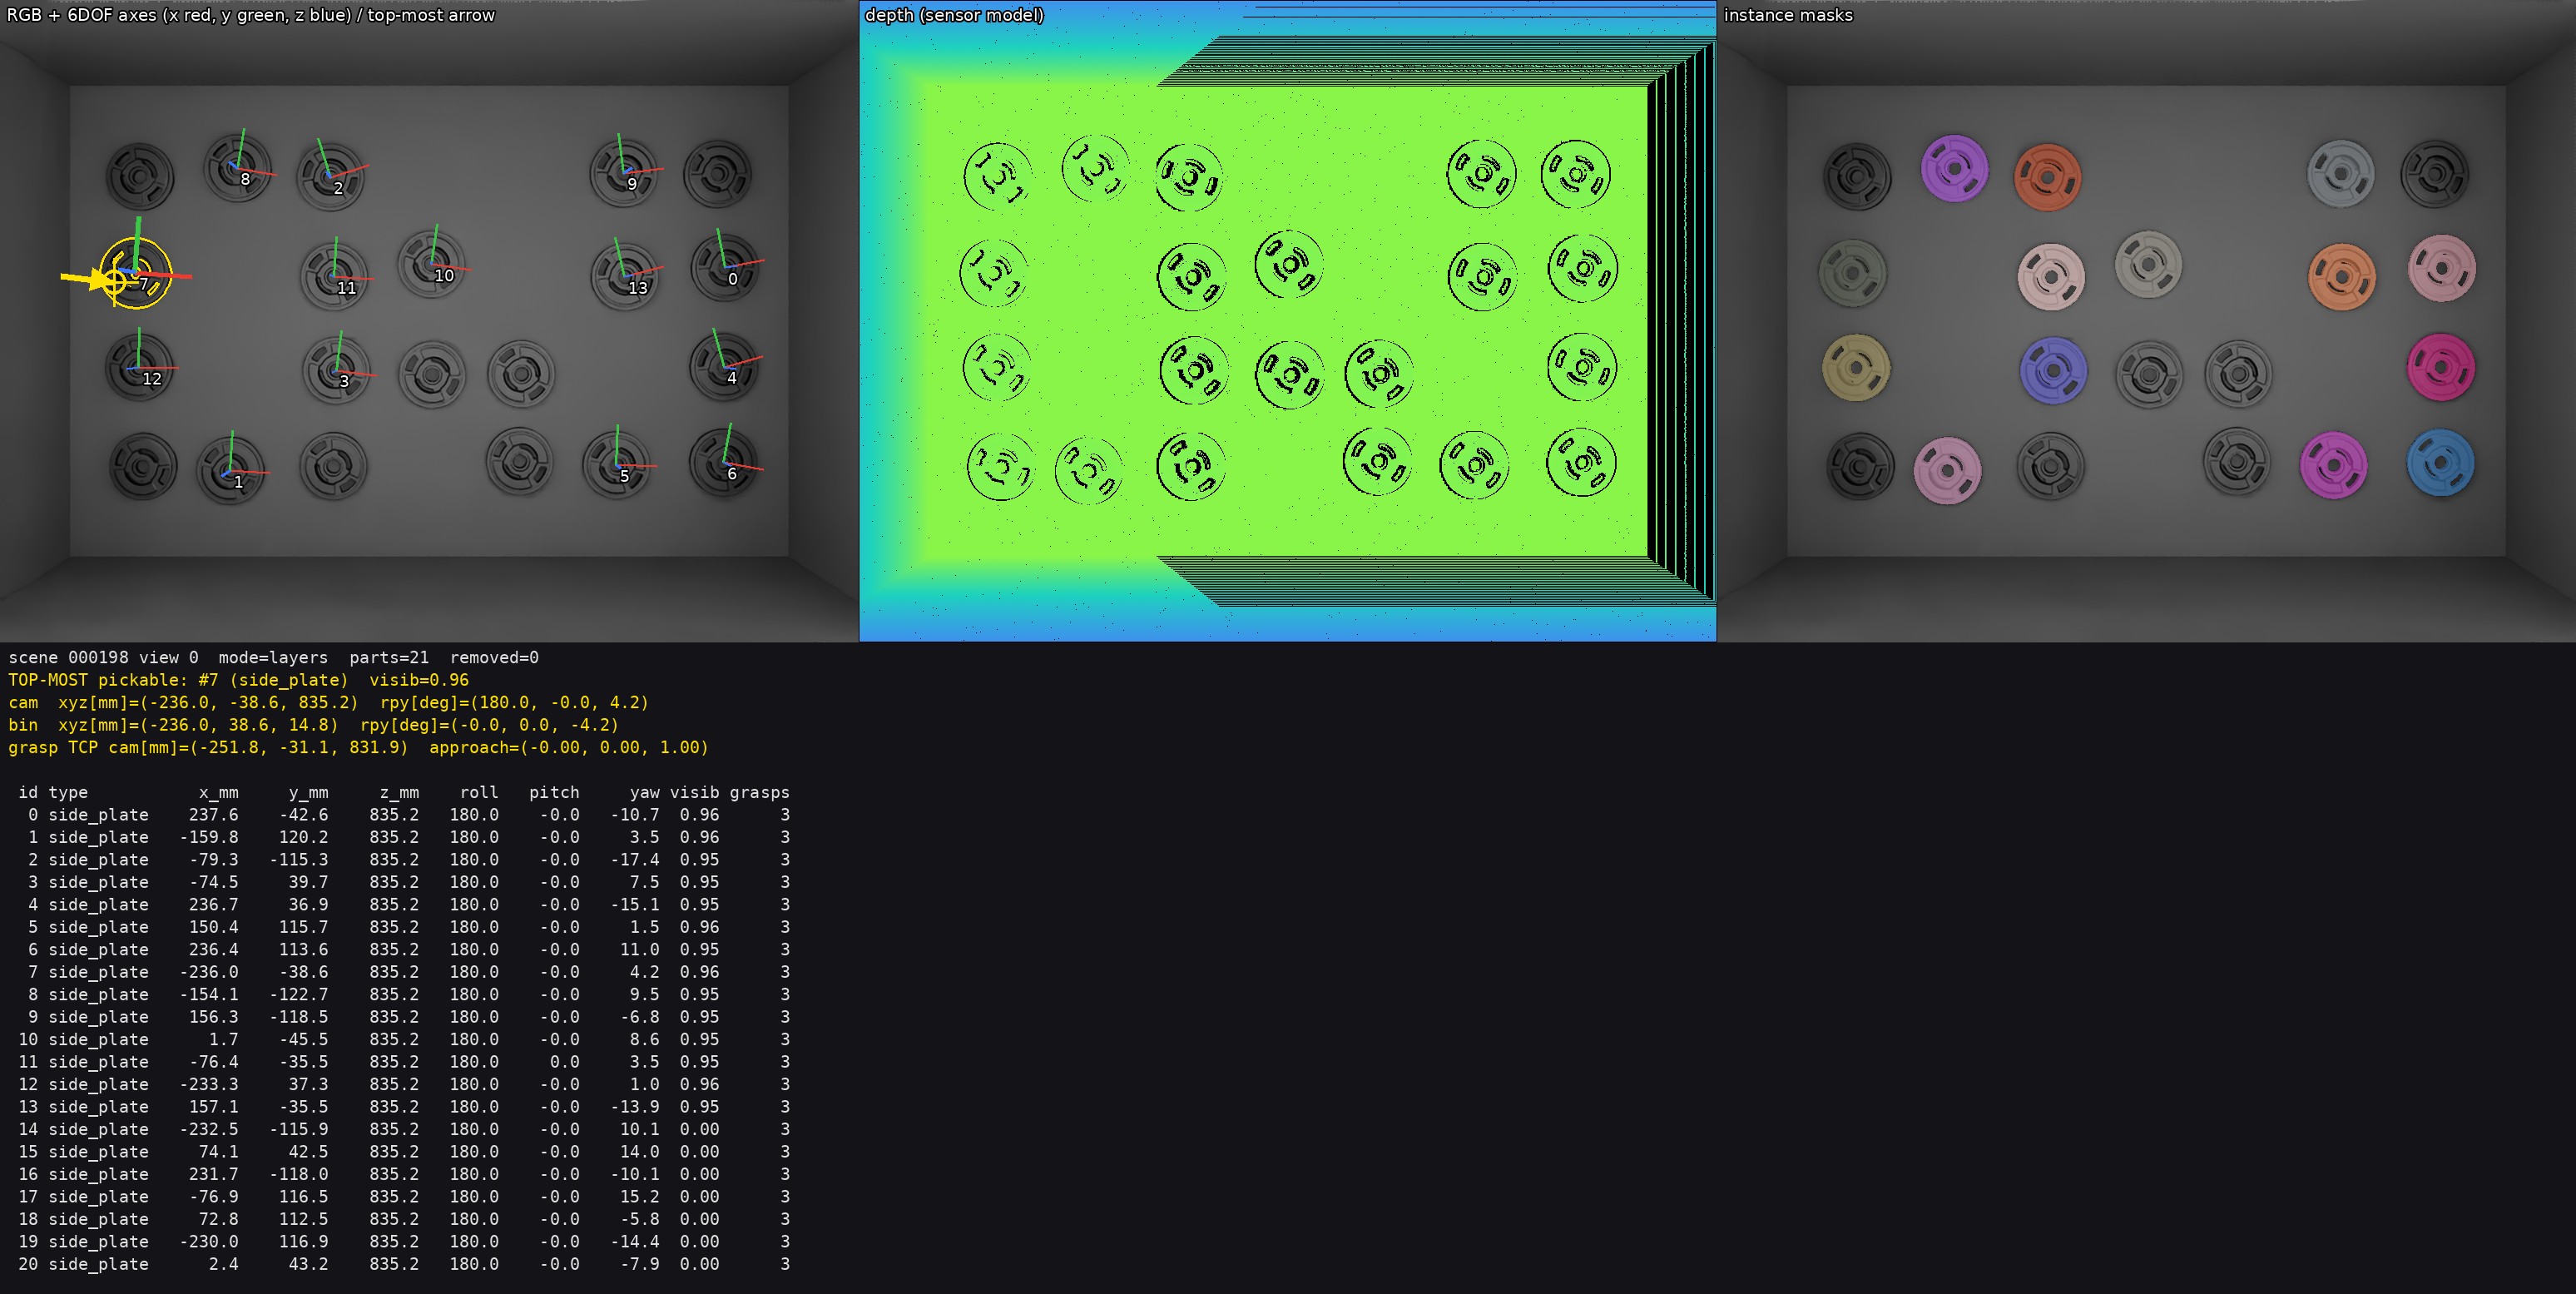 RGB + 6DOF axes (x red, y green, z blue) / top-most arrow
depth (sensor model)
instance masks
8
2
9
7
11
10
13
0
12
3
4
1
5
6
scene 000198 view 0  mode=layers  parts=21  removed=0
TOP-MOST pickable: #7 (side_plate)  visib=0.96
cam  xyz[mm]=(-236.0, -38.6, 835.2)  rpy[deg]=(180.0, -0.0, 4.2)
bin  xyz[mm]=(-236.0, 38.6, 14.8)  rpy[deg]=(-0.0, 0.0, -4.2)
grasp TCP cam[mm]=(-251.8, -31.1, 831.9)  approach=(-0.00, 0.00, 1.00)
id type x_mm y_mm z_mm roll pitch yaw visib grasps
0 side_plate 237.6 -42.6 835.2 180.0 -0.0 -10.7 0.96 3
1 side_plate -159.8 120.2 835.2 180.0 -0.0 3.5 0.96 3
2 side_plate -79.3 -115.3 835.2 180.0 -0.0 -17.4 0.95 3
3 side_plate -74.5 39.7 835.2 180.0 -0.0 7.5 0.95 3
4 side_plate 236.7 36.9 835.2 180.0 -0.0 -15.1 0.95 3
5 side_plate 150.4 115.7 835.2 180.0 -0.0 1.5 0.96 3
6 side_plate 236.4 113.6 835.2 180.0 -0.0 11.0 0.95 3
7 side_plate -236.0 -38.6 835.2 180.0 -0.0 4.2 0.96 3
8 side_plate -154.1 -122.7 835.2 180.0 -0.0 9.5 0.95 3
9 side_plate 156.3 -118.5 835.2 180.0 -0.0 -6.8 0.95 3
10 side_plate 1.7 -45.5 835.2 180.0 -0.0 8.6 0.95 3
11 side_plate -76.4 -35.5 835.2 180.0 0.0 3.5 0.95 3
12 side_plate -233.3 37.3 835.2 180.0 -0.0 1.0 0.96 3
13 side_plate 157.1 -35.5 835.2 180.0 -0.0 -13.9 0.95 3
14 side_plate -232.5 -115.9 835.2 180.0 -0.0 10.1 0.00 3
15 side_plate 74.1 42.5 835.2 180.0 -0.0 14.0 0.00 3
16 side_plate 231.7 -118.0 835.2 180.0 -0.0 -10.1 0.00 3
17 side_plate -76.9 116.5 835.2 180.0 -0.0 15.2 0.00 3
18 side_plate 72.8 112.5 835.2 180.0 -0.0 -5.8 0.00 3
19 side_plate -230.0 116.9 835.2 180.0 -0.0 -14.4 0.00 3
20 side_plate 2.4 43.2 835.2 180.0 -0.0 -7.9 0.00 3